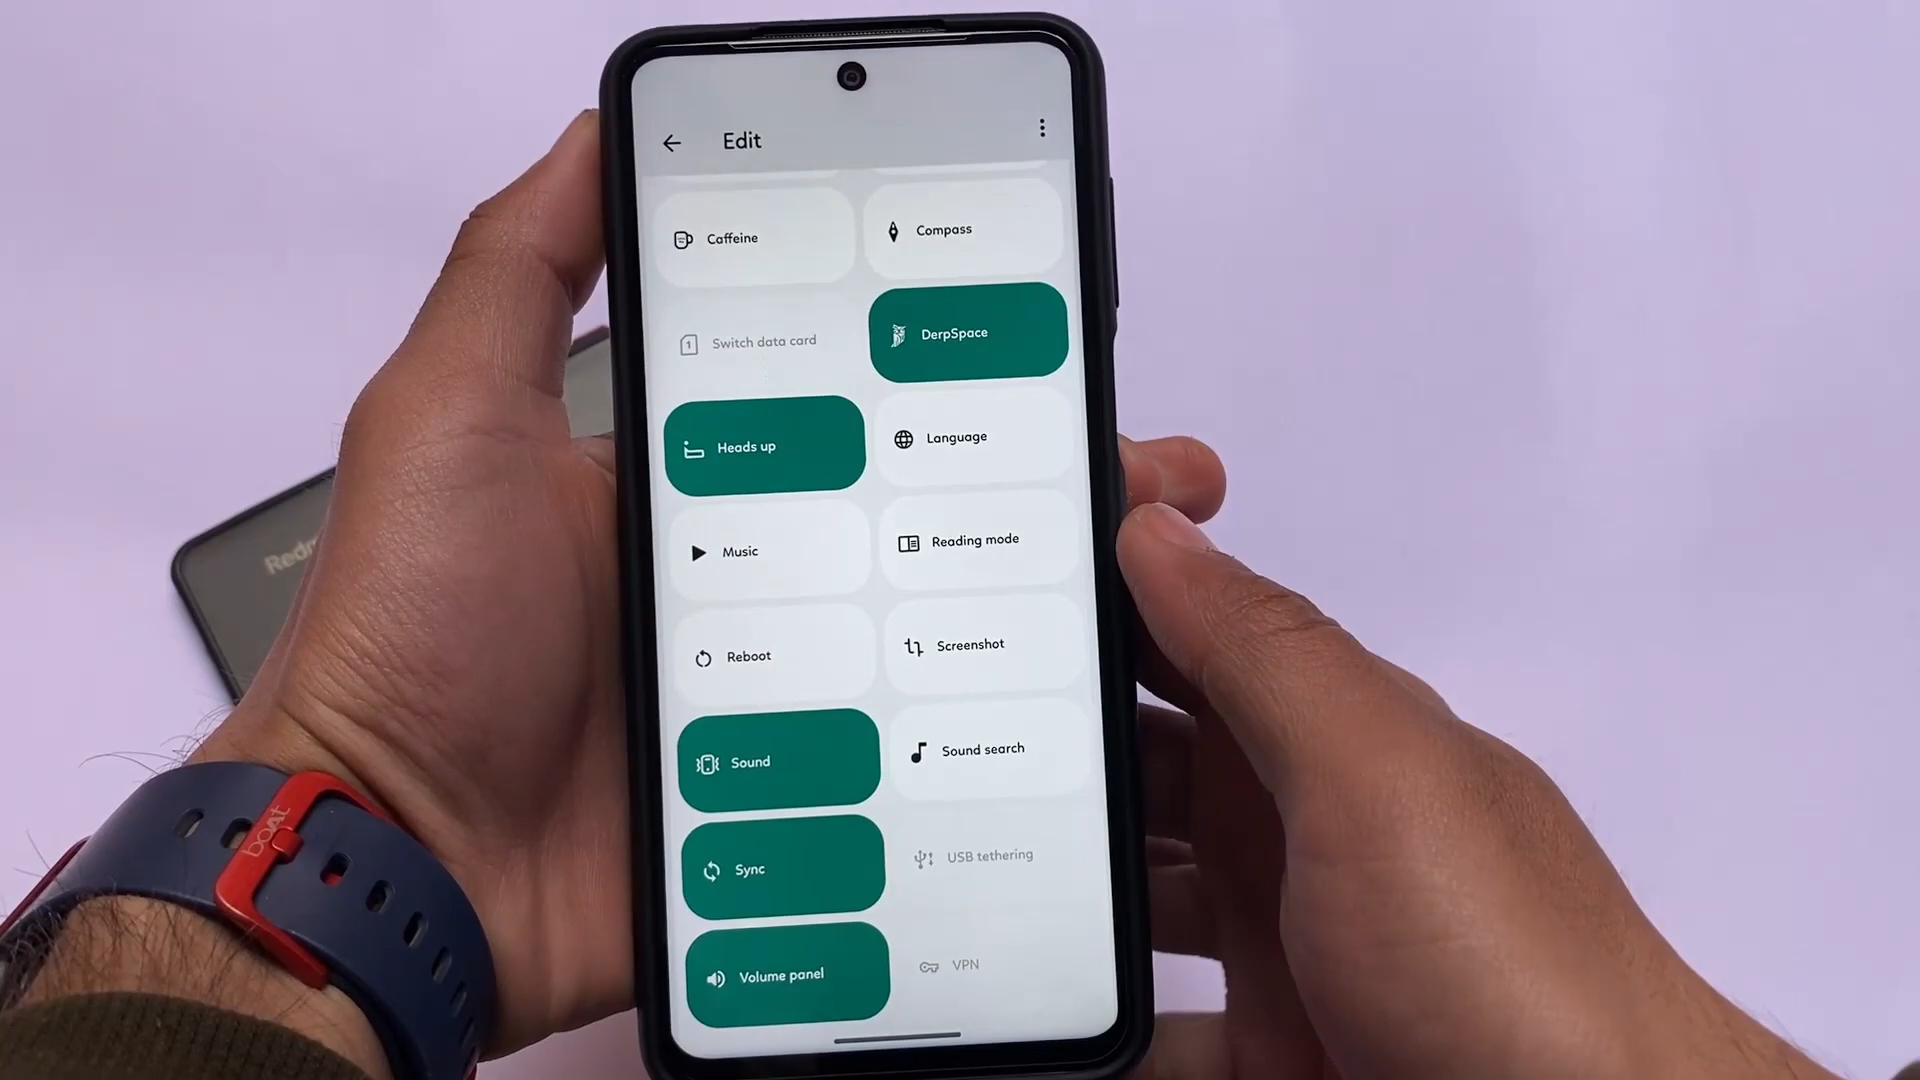 Edit
Caffeine
Compass
Switch data card
DerpSpace
Heads up
Language
Music
Reading mode
Reboot
Screenshot
Sound
Sound search
Sync
USB tethering
Volume panel
VPN
boAt